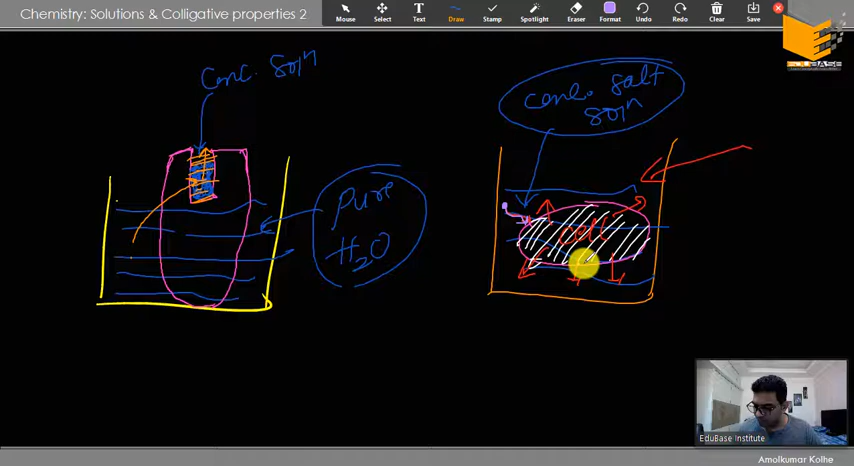 Chemistry: Solutions & Colligative properties 2
Mouse
Select
Text
Draw
Stamp
Spotlight
Eraser
Format
Undo
Redo
Clear
Save
EDUBASE
Conc. Solⁿ
Pure
H₂O
conc. salt
solⁿ
cell
EduBase Institute
Amolkumar Kolhe